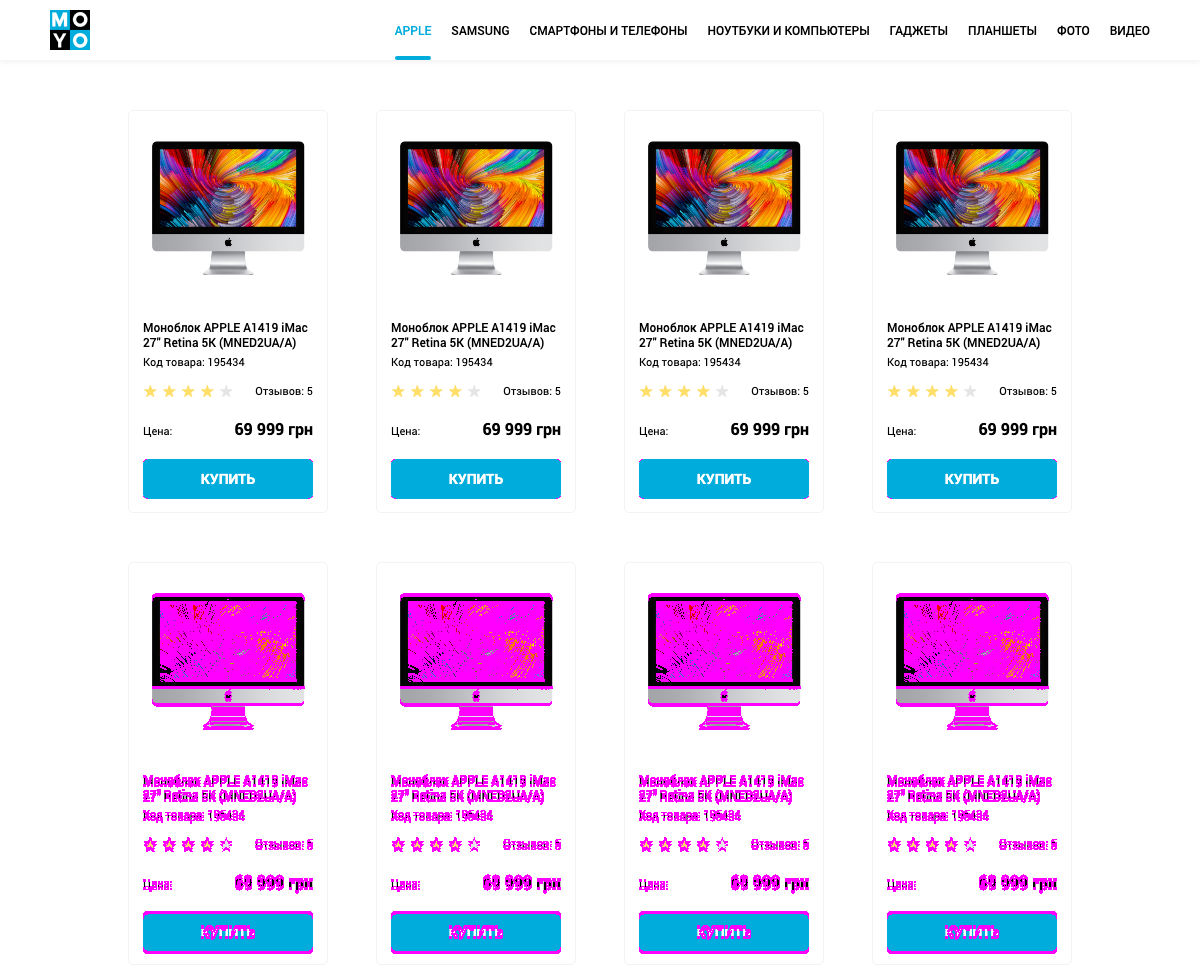 MO
YO
APPLE SAMSUNG СМАРТФОНЫ И ТЕЛЕФОНЫ НОУТБУКИ И КОМПЬЮТЕРЫ ГАДЖЕТЫ ПЛАНШЕТЫ ФОТО ВИДЕО
Моноблок APPLE A1419 iMac
27" Retina 5K (MNED2UA/A)
Код товара: 195434
Отзывов: 5
Цена: 69 999 грн
КУПИТЬ
Моноблок APPLE A1419 iMac
27" Retina 5K (MNED2UA/A)
Код товара: 195434
Отзывов: 5
Цена: 69 999 грн
КУПИТЬ
Моноблок APPLE A1419 iMac
27" Retina 5K (MNED2UA/A)
Код товара: 195434
Отзывов: 5
Цена: 69 999 грн
КУПИТЬ
Моноблок APPLE A1419 iMac
27" Retina 5K (MNED2UA/A)
Код товара: 195434
Отзывов: 5
Цена: 69 999 грн
КУПИТЬ
Моноблок APPLE A1419 iMac
27" Retina 5K (MNED2UA/A)
Код товара: 195434
Отзывов: 5
Цена: 69 999 грн
КУПИТЬ
Моноблок APPLE A1419 iMac
27" Retina 5K (MNED2UA/A)
Код товара: 195434
Отзывов: 5
Цена: 69 999 грн
КУПИТЬ
Моноблок APPLE A1419 iMac
27" Retina 5K (MNED2UA/A)
Код товара: 195434
Отзывов: 5
Цена: 69 999 грн
КУПИТЬ
Моноблок APPLE A1419 iMac
27" Retina 5K (MNED2UA/A)
Код товара: 195434
Отзывов: 5
Цена: 69 999 грн
КУПИТЬ